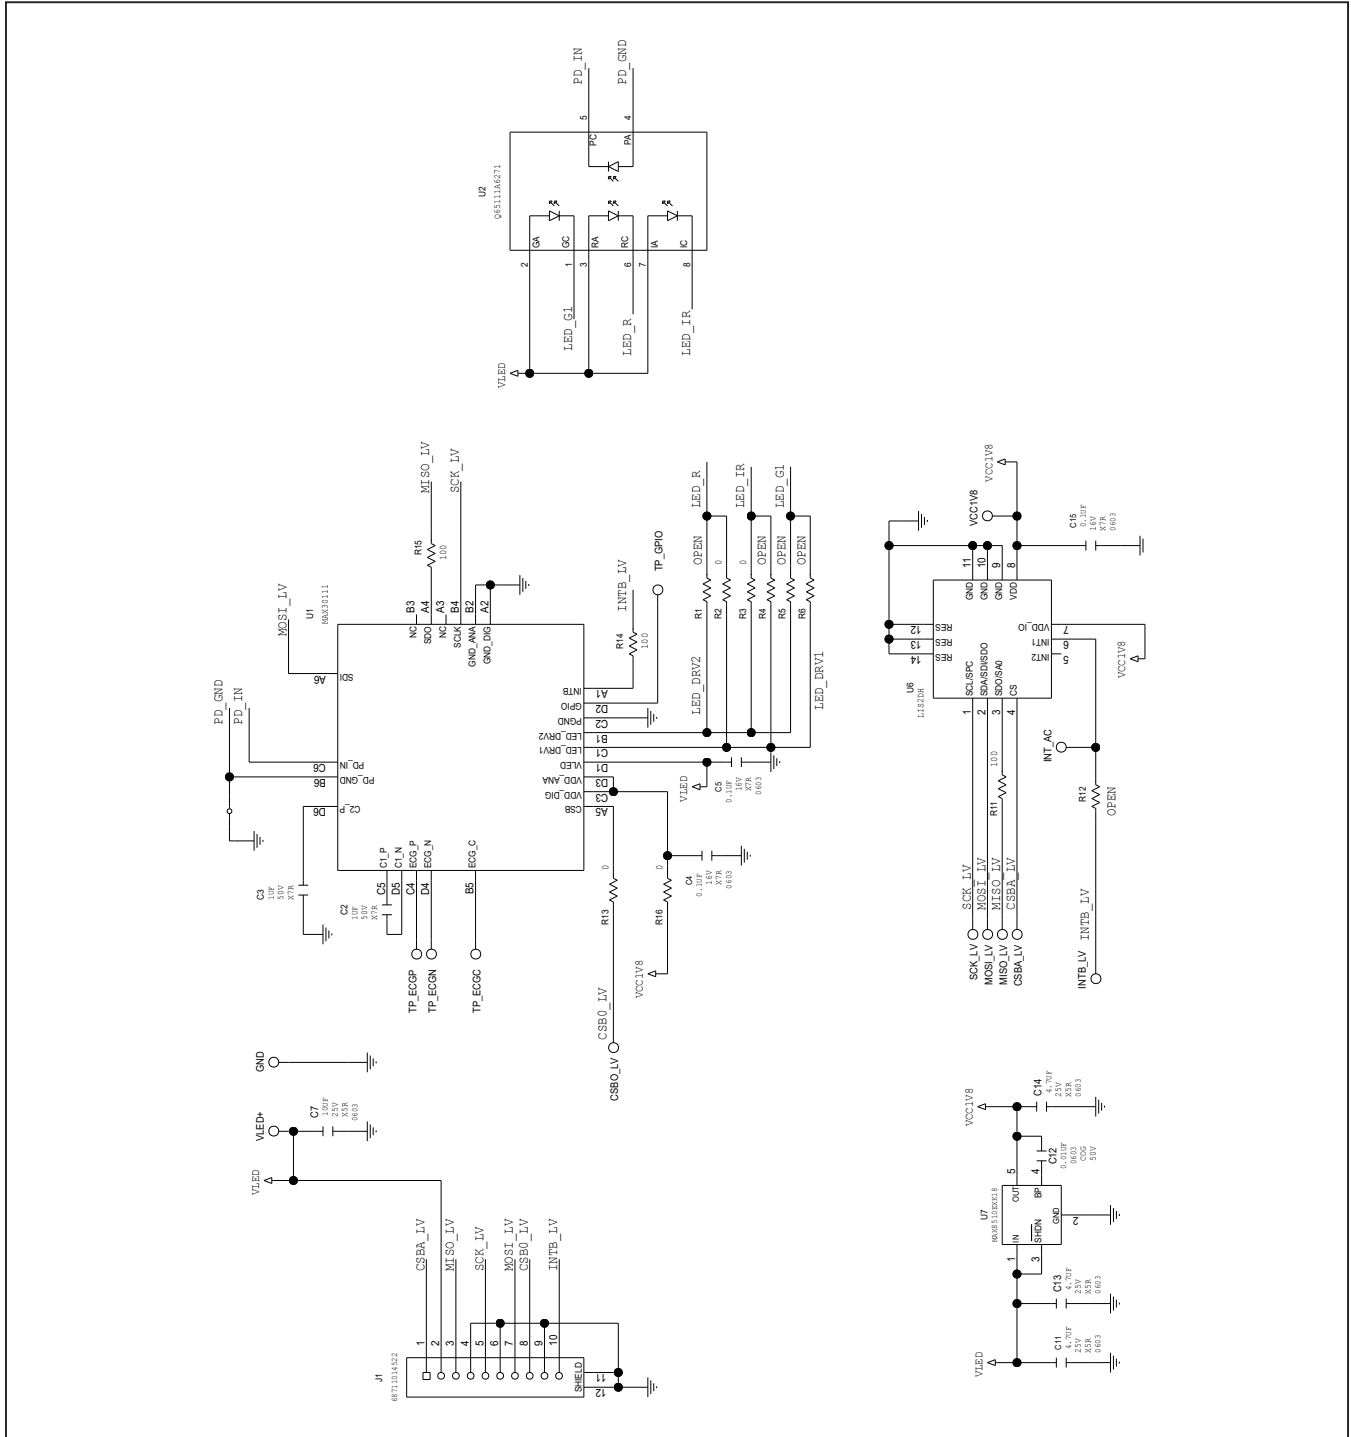 PD_IN
PD_GND
5
4
PC
PA
U2
Q65111A6271
GA
GC
RA
RC
IA
IC
2
1
3
6
7
8
LED_G1
LED_R
LED_IR
VLED
MOSI_LV
MISO_LV
SCK_LV
R15
100
U1
MAX30111
B3
A4
A3
B4
B2
A2
NC
SDO
NC
SCLK
GND_ANA
GND_DIG
A6
SDI
PD_GND
PD_IN
C6
PD_IN
B6
PD_GND
D6
C2_P
INTB
A1
GPIO
D2
PGND
C2
LED_DRV2
B1
LED_DRV1
C1
VLED
D1
VDD_ANA
D3
VDD_DIG
C3
CSB
A5
C1_P
C1_N
ECG_P
ECG_N
ECG_C
C5
D5
C4
D4
B5
C3
1UF
50V
X7R
C2
1UF
50V
X7R
TP_ECGP
TP_ECGN
TP_ECGC
INTB_LV
R14
100
TP_GPIO
LED_R
LED_IR
LED_G1
OPEN
0
0
OPEN
OPEN
OPEN
R1
R2
R3
R4
R5
R6
LED_DRV2
LED_DRV1
VLED
C5
0.1UF
16V
X7R
0603
0
R13
0
R16
C4
0.1UF
16V
X7R
0603
VCC1V8
CSB0_LV
CSBO_LV
VCC1V8
VCC1V8
C15
0.1UF
16V
X7R
0603
11
10
9
8
GND
GND
GND
VDD
12
RES
13
RES
14
RES
VDD_IO
7
INT1
6
INT2
5
VCC1V8
U6
LIS2DH
SCL/SPC
SDA/SDI/SDO
SDO/SA0
CS
1
2
3
4
R11
100
INT_AC
R12
OPEN
SCK_LV
MOSI_LV
MISO_LV
CSBA_LV
INTB_LV
SCK_LV
MOSI_LV
MISO_LV
CSBA_LV
INTB_LV
GND
VLED+
C7
10UF
25V
X5R
0603
VLED
CSBA_LV
MISO_LV
SCK_LV
MOSI_LV
CSB0_LV
INTB_LV
1
2
3
4
5
6
7
8
9
10
J1
68711014522
SHIELD
11
12
VCC1V8
C14
4.7UF
25V
X5R
0603
C12
0.01UF
0603
COG
50V
5
4
OUT
BP
U7
MAX8510EXK18
GND
2
IN
SHDN
1
3
C13
4.7UF
25V
X5R
0603
C11
4.7UF
25V
X5R
0603
VLED